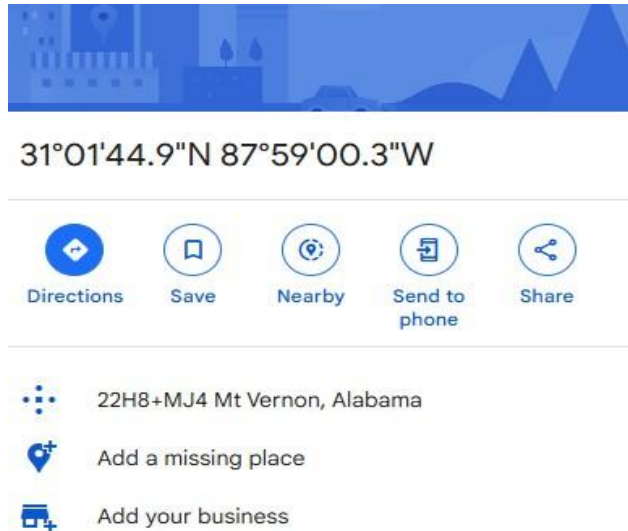 31°01'44.9"N 87°59'00.3"W
Directions
Save
Nearby
Send to
phone
Share
22H8+MJ4 Mt Vernon, Alabama
Add a missing place
Add your business